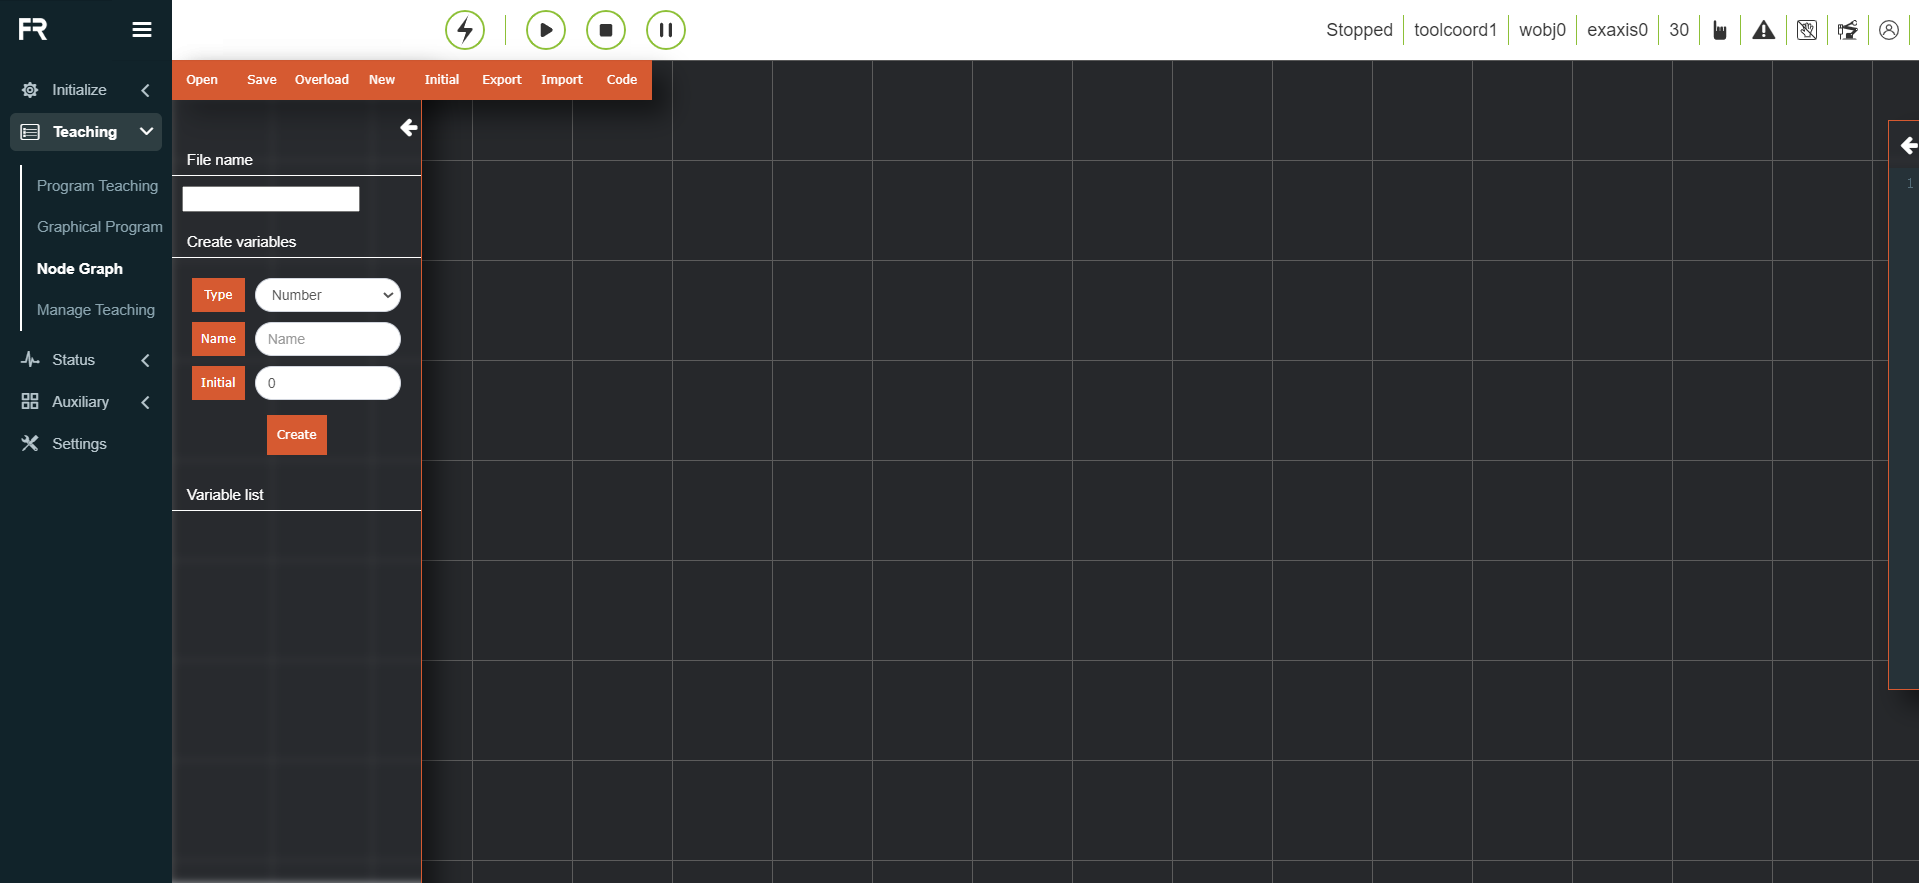 FR
Stopped toolcoord1 wobj0 exaxis0 30
Open Save Overload New Initial Export Import Code
Initialize
Teaching
Program Teaching
Graphical Program
Node Graph
Manage Teaching
Status
Auxiliary
Settings
File name
Create variables
Type Number
Name Name
Initial 0
Create
Variable list
1